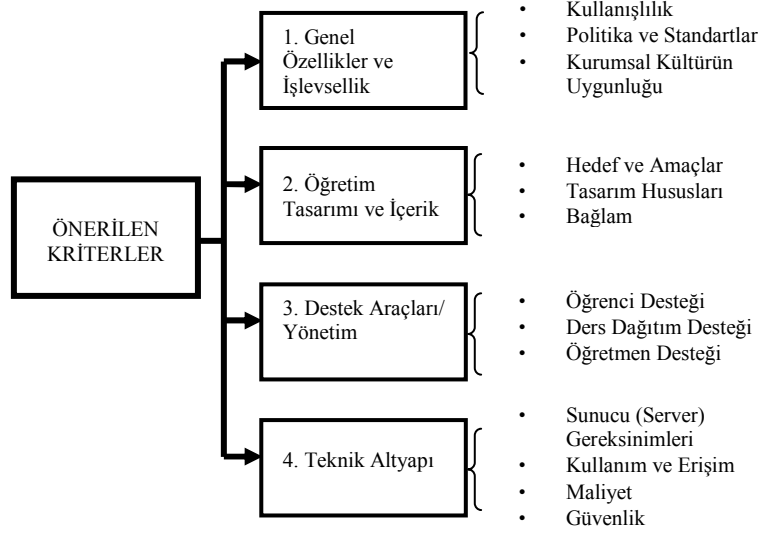 ÖNERİLEN
KRİTERLER
1. Genel
Özellikler ve
İşlevsellik
• Kullanışlılık
• Politika ve Standartlar
• Kurumsal Kültürün
Uygunluğu
2. Öğretim
Tasarımı ve İçerik
• Hedef ve Amaçlar
• Tasarım Hususları
• Bağlam
3. Destek Araçları/
Yönetim
• Öğrenci Desteği
• Ders Dağıtım Desteği
• Öğretmen Desteği
4. Teknik Altyapı
• Sunucu (Server)
Gereksinimleri
• Kullanım ve Erişim
• Maliyet
• Güvenlik